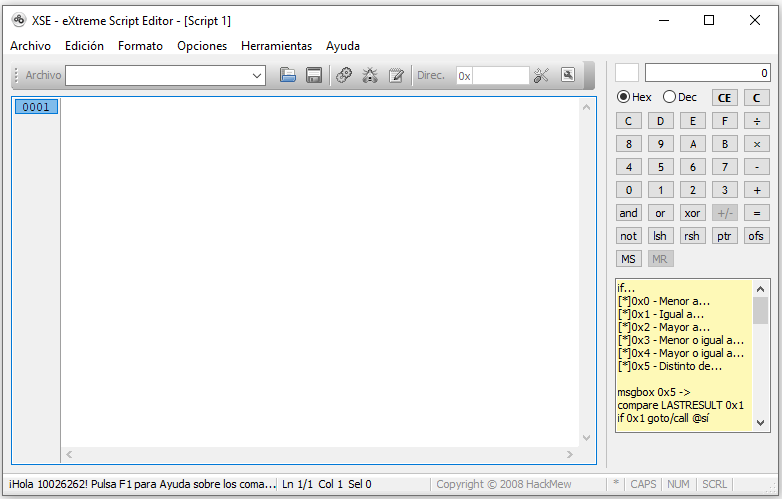 XSE - eXtreme Script Editor - [Script 1]
Archivo Edición Formato Opciones Herramientas Ayuda
Archivo Direc. 0x
0
Hex Dec CE C
C D E F ÷
8 9 A B ×
4 5 6 7 -
0 1 2 3 +
and or xor +/- =
not lsh rsh ptr ofs
MS MR
0001
if...
[*]0x0 - Menor a...
[*]0x1 - Igual a...
[*]0x2 - Mayor a...
[*]0x3 - Menor o igual a...
[*]0x4 - Mayor o igual a...
[*]0x5 - Distinto de...
msgbox 0x5 ->
compare LASTRESULT 0x1
if 0x1 goto/call @sí
¡Hola 10026262! Pulsa F1 para Ayuda sobre los coma... Ln 1/1 Col 1 Sel 0 Copyright © 2008 HackMew * CAPS NUM SCRL